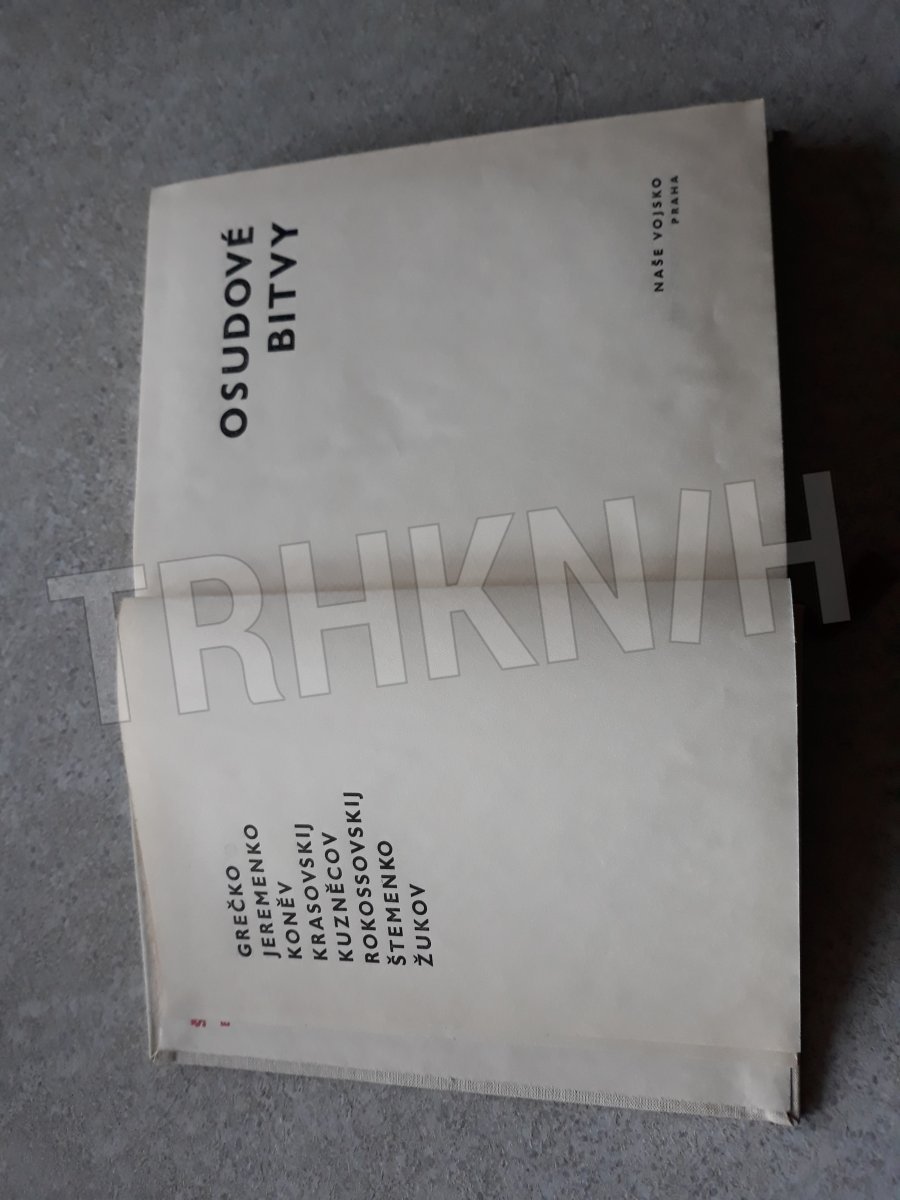 GREČKO
JEREMENKO
KONĚV
KRASOVSKIJ
KUZNĚCOV
ROKOSSOVSKIJ
ŠTEMENKO
ŽUKOV
OSUDOVÉ
BITVY
NAŠE VOJSKO
PRAHA
TRHKNIH